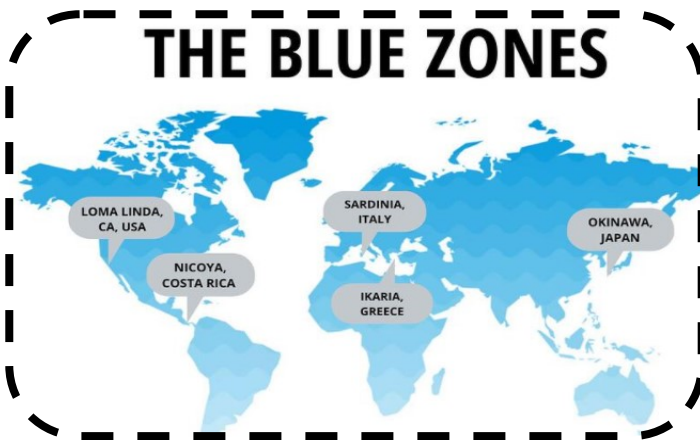 THE BLUE ZONES
LOMA LINDA,
CA, USA
SARDINIA,
ITALY
OKINAWA,
JAPAN
NICOYA,
COSTA RICA
IKARIA,
GREECE